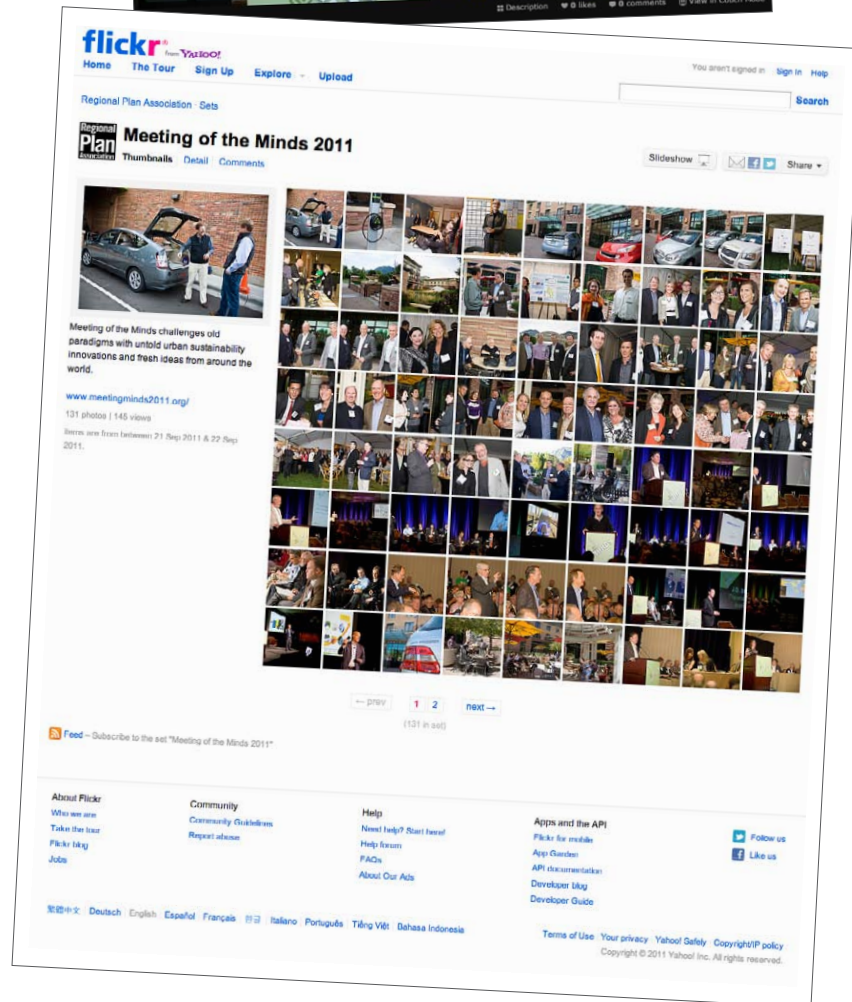 Description 0 likes 0 comments View in Couch Mode
flickr from YAHOO!
You aren't signed in Sign In Help
Home The Tour Sign Up Explore Upload
Search
Regional Plan Association · Sets
Regional
Plan
Association
Meeting of the Minds 2011
Thumbnails Detail Comments
Slideshow Share
Meeting of the Minds challenges old
paradigms with untold urban sustainability
innovations and fresh ideas from around the
world.
www.meetingminds2011.org/
131 photos | 145 views
items are from between 21 Sep 2011 & 22 Sep
2011.
← prev 1 2 next →
(131 in set)
Feed – Subscribe to the set "Meeting of the Minds 2011"
About Flickr
Who we are
Take the tour
Flickr blog
Jobs
Community
Community Guidelines
Report abuse
Help
Need help? Start here!
Help forum
FAQs
About Our Ads
Apps and the API
Flickr for mobile
App Garden
API documentation
Developer blog
Developer Guide
Follow us
Like us
繁體中文 Deutsch English Español Français 한글 Italiano Português Tiếng Việt Bahasa Indonesia
Terms of Use Your privacy Yahoo! Safely Copyright/IP policy
Copyright © 2011 Yahoo! Inc. All rights reserved.